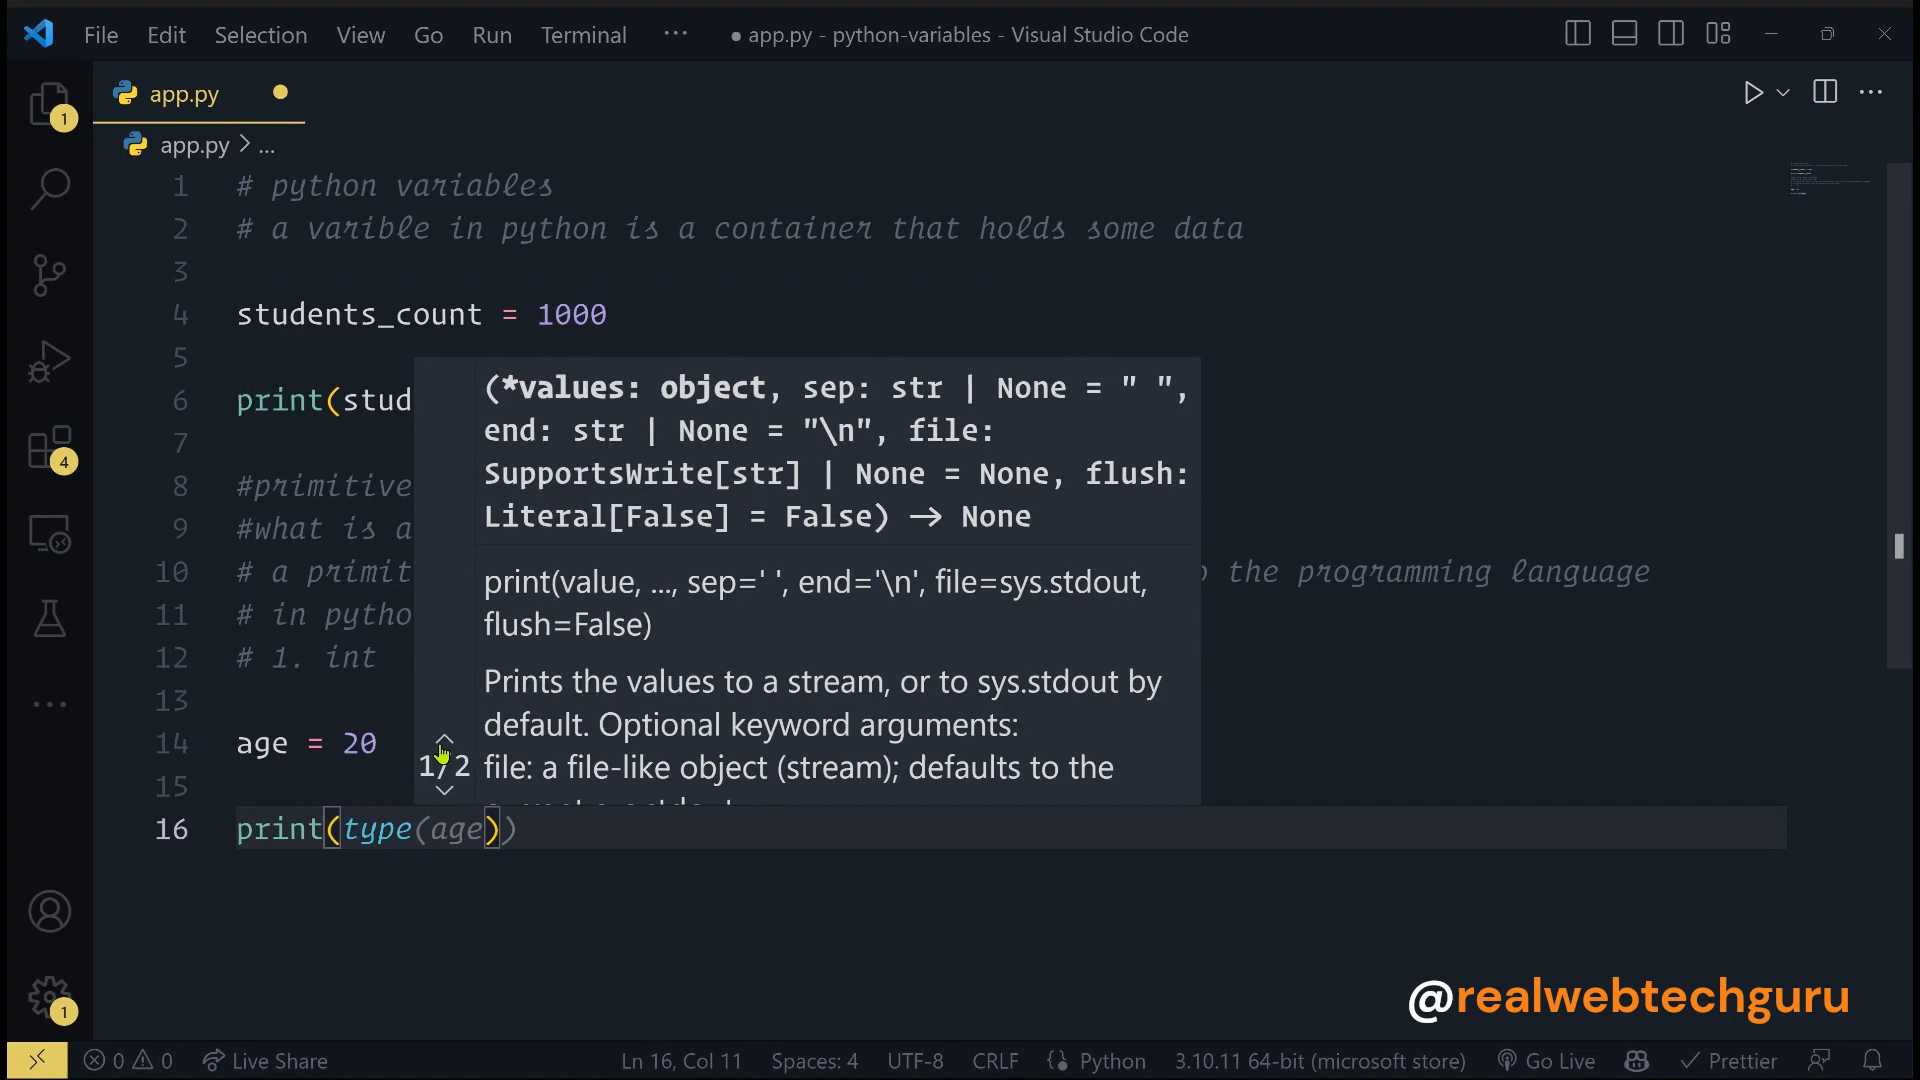 File Edit Selection View Go Run Terminal ··· ● app.py - python-variables - Visual Studio Code
app.py
app.py > ...
1 # python variables
2 # a varible in python is a container that holds some data
3
4 students_count = 1000
5
6 print(stud
7
8 #primitive
9 #what is a
10 # a primit the programming language
11 # in pytho
12 # 1. int
13
14 age = 20
15
16 print(type(age))
(*values: object, sep: str | None = " ",
end: str | None = "\n", file:
SupportsWrite[str] | None = None, flush:
Literal[False] = False) → None
print(value, ..., sep=' ', end='\n', file=sys.stdout,
flush=False)
Prints the values to a stream, or to sys.stdout by
default. Optional keyword arguments:
1/2 file: a file-like object (stream); defaults to the
1
4
1
@realwebtechguru
0 0 Live Share Ln 16, Col 11 Spaces: 4 UTF-8 CRLF Python 3.10.11 64-bit (microsoft store) Go Live Prettier